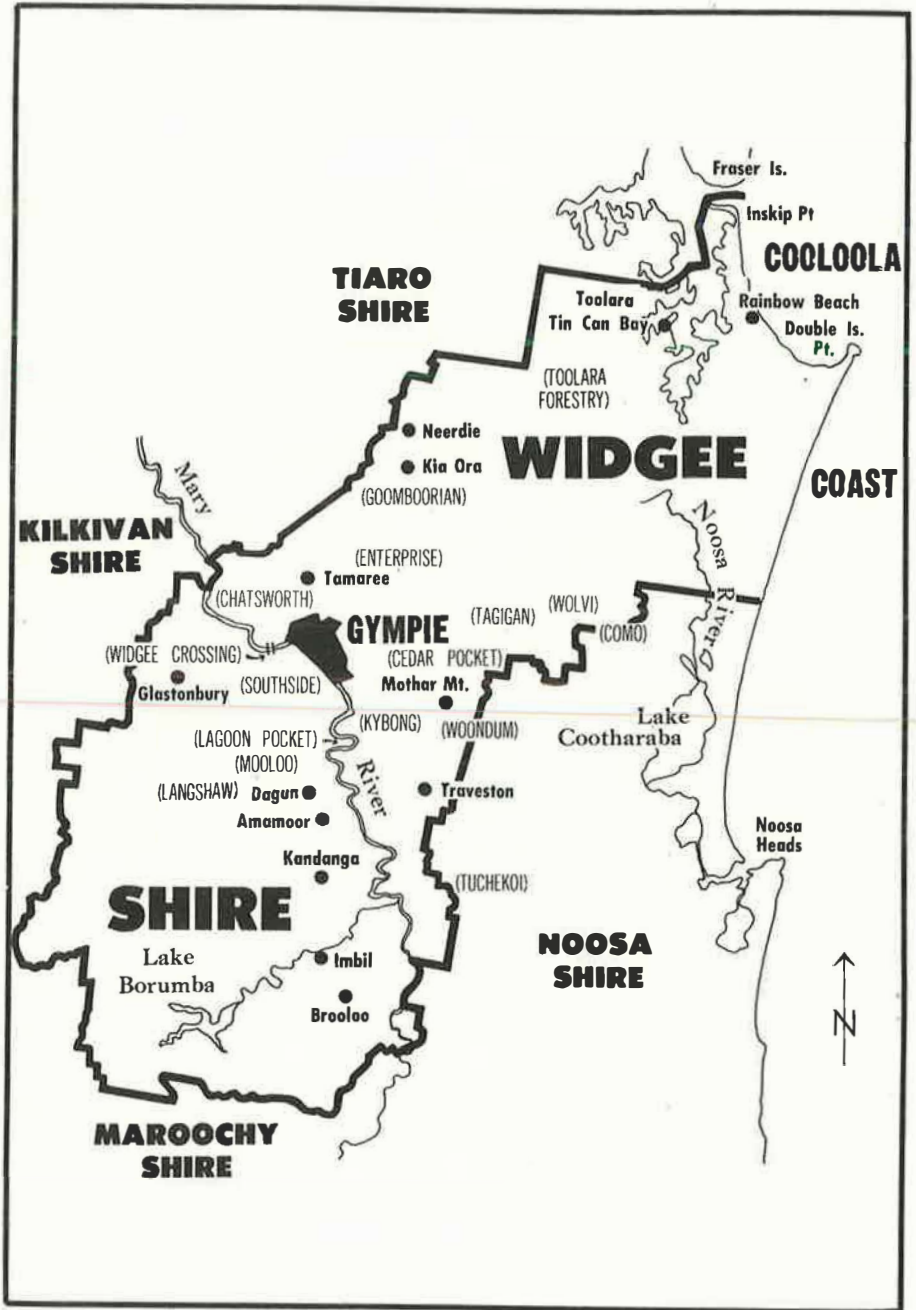 Fraser Is.
Inskip Pt
COOLOOLA
TIARO
SHIRE
Toolara
Tin Can Bay
Rainbow Beach
Double Is.
Pt.
(TOOLARA
FORESTRY)
Neerdie
WIDGEE
Kia Ora
(GOOMBOORIAN)
COAST
Mary
Noosa
River
KILKIVAN
SHIRE
(ENTERPRISE)
Tamaree
(CHATSWORTH)
(WOLVI)
(TAGIGAN)
GYMPIE
(COMO)
(WIDGEE CROSSING)
(CEDAR POCKET)
(SOUTHSIDE)
Mothar Mt.
Glastonbury
(KYBONG)
(WOONDUM)
Lake
Cootharaba
(LAGOON POCKET)
(MOOLOO)
River
(LANGSHAW)
Dagun
Traveston
Amamoor
Noosa
Heads
Kandanga
(TUCHEKOI)
SHIRE
NOOSA
SHIRE
Lake
Borumba
Imbil
Brooloo
N
MAROOCHY
SHIRE